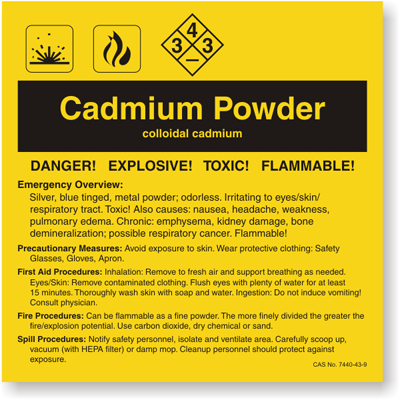 4
3 3
—
Cadmium Powder
colloidal cadmium
DANGER! EXPLOSIVE! TOXIC! FLAMMABLE!
Emergency Overview:
Silver, blue tinged, metal powder; odorless. Irritating to eyes/skin/
respiratory tract. Toxic! Also causes: nausea, headache, weakness,
pulmonary edema. Chronic: emphysema, kidney damage, bone
demineralization; possible respiratory cancer. Flammable!
Precautionary Measures: Avoid exposure to skin. Wear protective clothing: Safety
Glasses, Gloves, Apron.
First Aid Procedures: Inhalation: Remove to fresh air and support breathing as needed.
Eyes/Skin: Remove contaminated clothing. Flush eyes with plenty of water for at least
15 minutes. Thoroughly wash skin with soap and water. Ingestion: Do not induce vomiting!
Consult physician.
Fire Procedures: Can be flammable as a fine powder. The more finely divided the greater the
fire/explosion potential. Use carbon dioxide, dry chemical or sand.
Spill Procedures: Notify safety personnel, isolate and ventilate area. Carefully scoop up,
vacuum (with HEPA filter) or damp mop. Cleanup personnel should protect against
exposure.
CAS No. 7440-43-9